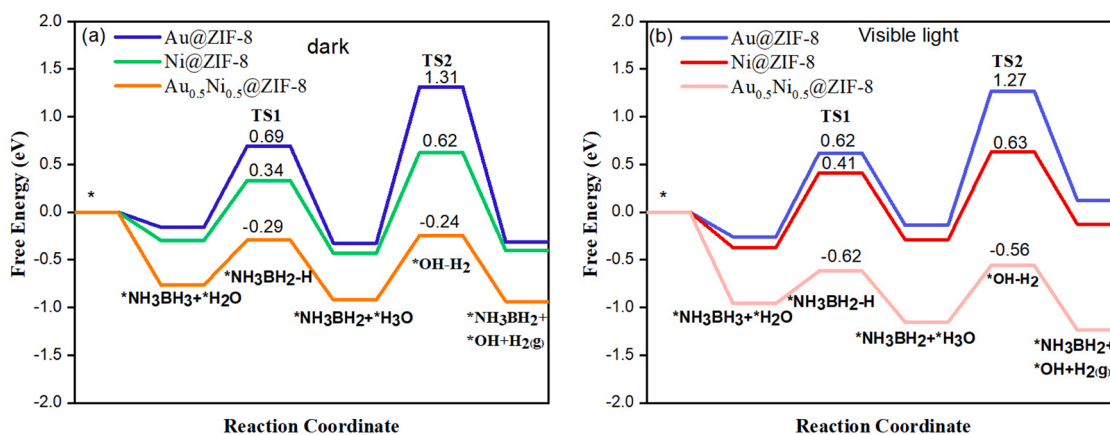 (a)
dark
Au@ZIF-8
Ni@ZIF-8
Au0.5Ni0.5@ZIF-8
TS1
0.69
0.34
-0.29
TS2
1.31
0.62
-0.24
*
*NH3BH3+*H2O
*NH3BH2-H
*NH3BH2+*H3O
*OH-H2
*NH3BH2+
*OH+H2(g)
2.0
1.5
1.0
0.5
0.0
-0.5
-1.0
-1.5
-2.0
Free Energy (eV)
Reaction Coordinate
(b)
Visible light
Au@ZIF-8
Ni@ZIF-8
Au0.5Ni0.5@ZIF-8
TS1
0.62
0.41
-0.62
TS2
1.27
0.63
-0.56
*
*NH3BH3+*H2O
*NH3BH2-H
*NH3BH2+*H3O
*OH-H2
*NH3BH2+
*OH+H2(g)
2.0
1.5
1.0
0.5
0.0
-0.5
-1.0
-1.5
-2.0
Free Energy (eV)
Reaction Coordinate